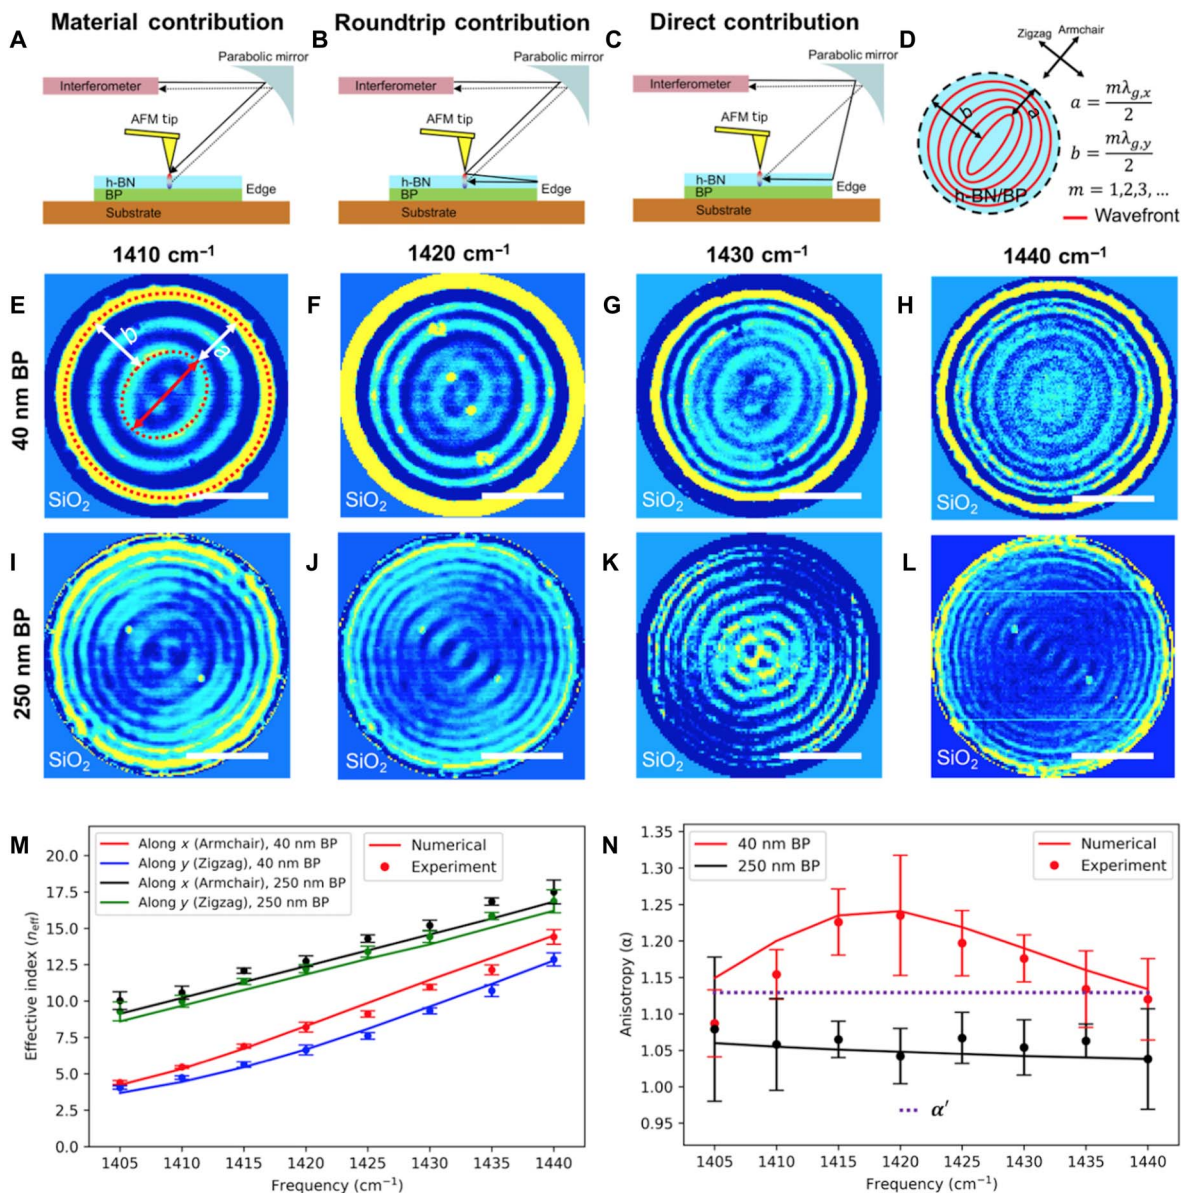 A
Material contribution
Parabolic mirror
Interferometer
AFM tip
h-BN
BP
Edge
Substrate
B
Roundtrip contribution
Parabolic mirror
Interferometer
AFM tip
h-BN
BP
Edge
Substrate
C
Direct contribution
Parabolic mirror
Interferometer
AFM tip
h-BN
BP
Edge
Substrate
D
Zigzag
Armchair
b
a
h-BN/BP
a = mλg,x / 2
b = mλg,y / 2
m = 1,2,3, ...
Wavefront
1410 cm⁻¹
1420 cm⁻¹
1430 cm⁻¹
1440 cm⁻¹
40 nm BP
E
b
a
SiO₂
F
SiO₂
G
SiO₂
H
SiO₂
250 nm BP
I
SiO₂
J
SiO₂
K
SiO₂
L
SiO₂
M
Along x (Armchair), 40 nm BP
Along y (Zigzag), 40 nm BP
Along x (Armchair), 250 nm BP
Along y (Zigzag), 250 nm BP
Numerical
Experiment
Effective index (neff)
20.0
17.5
15.0
12.5
10.0
7.5
5.0
2.5
0.0
1405 1410 1415 1420 1425 1430 1435 1440
Frequency (cm⁻¹)
N
40 nm BP
250 nm BP
Numerical
Experiment
Anisotropy (α)
1.35
1.30
1.25
1.20
1.15
1.10
1.05
1.00
0.95
α′
1405 1410 1415 1420 1425 1430 1435 1440
Frequency (cm⁻¹)